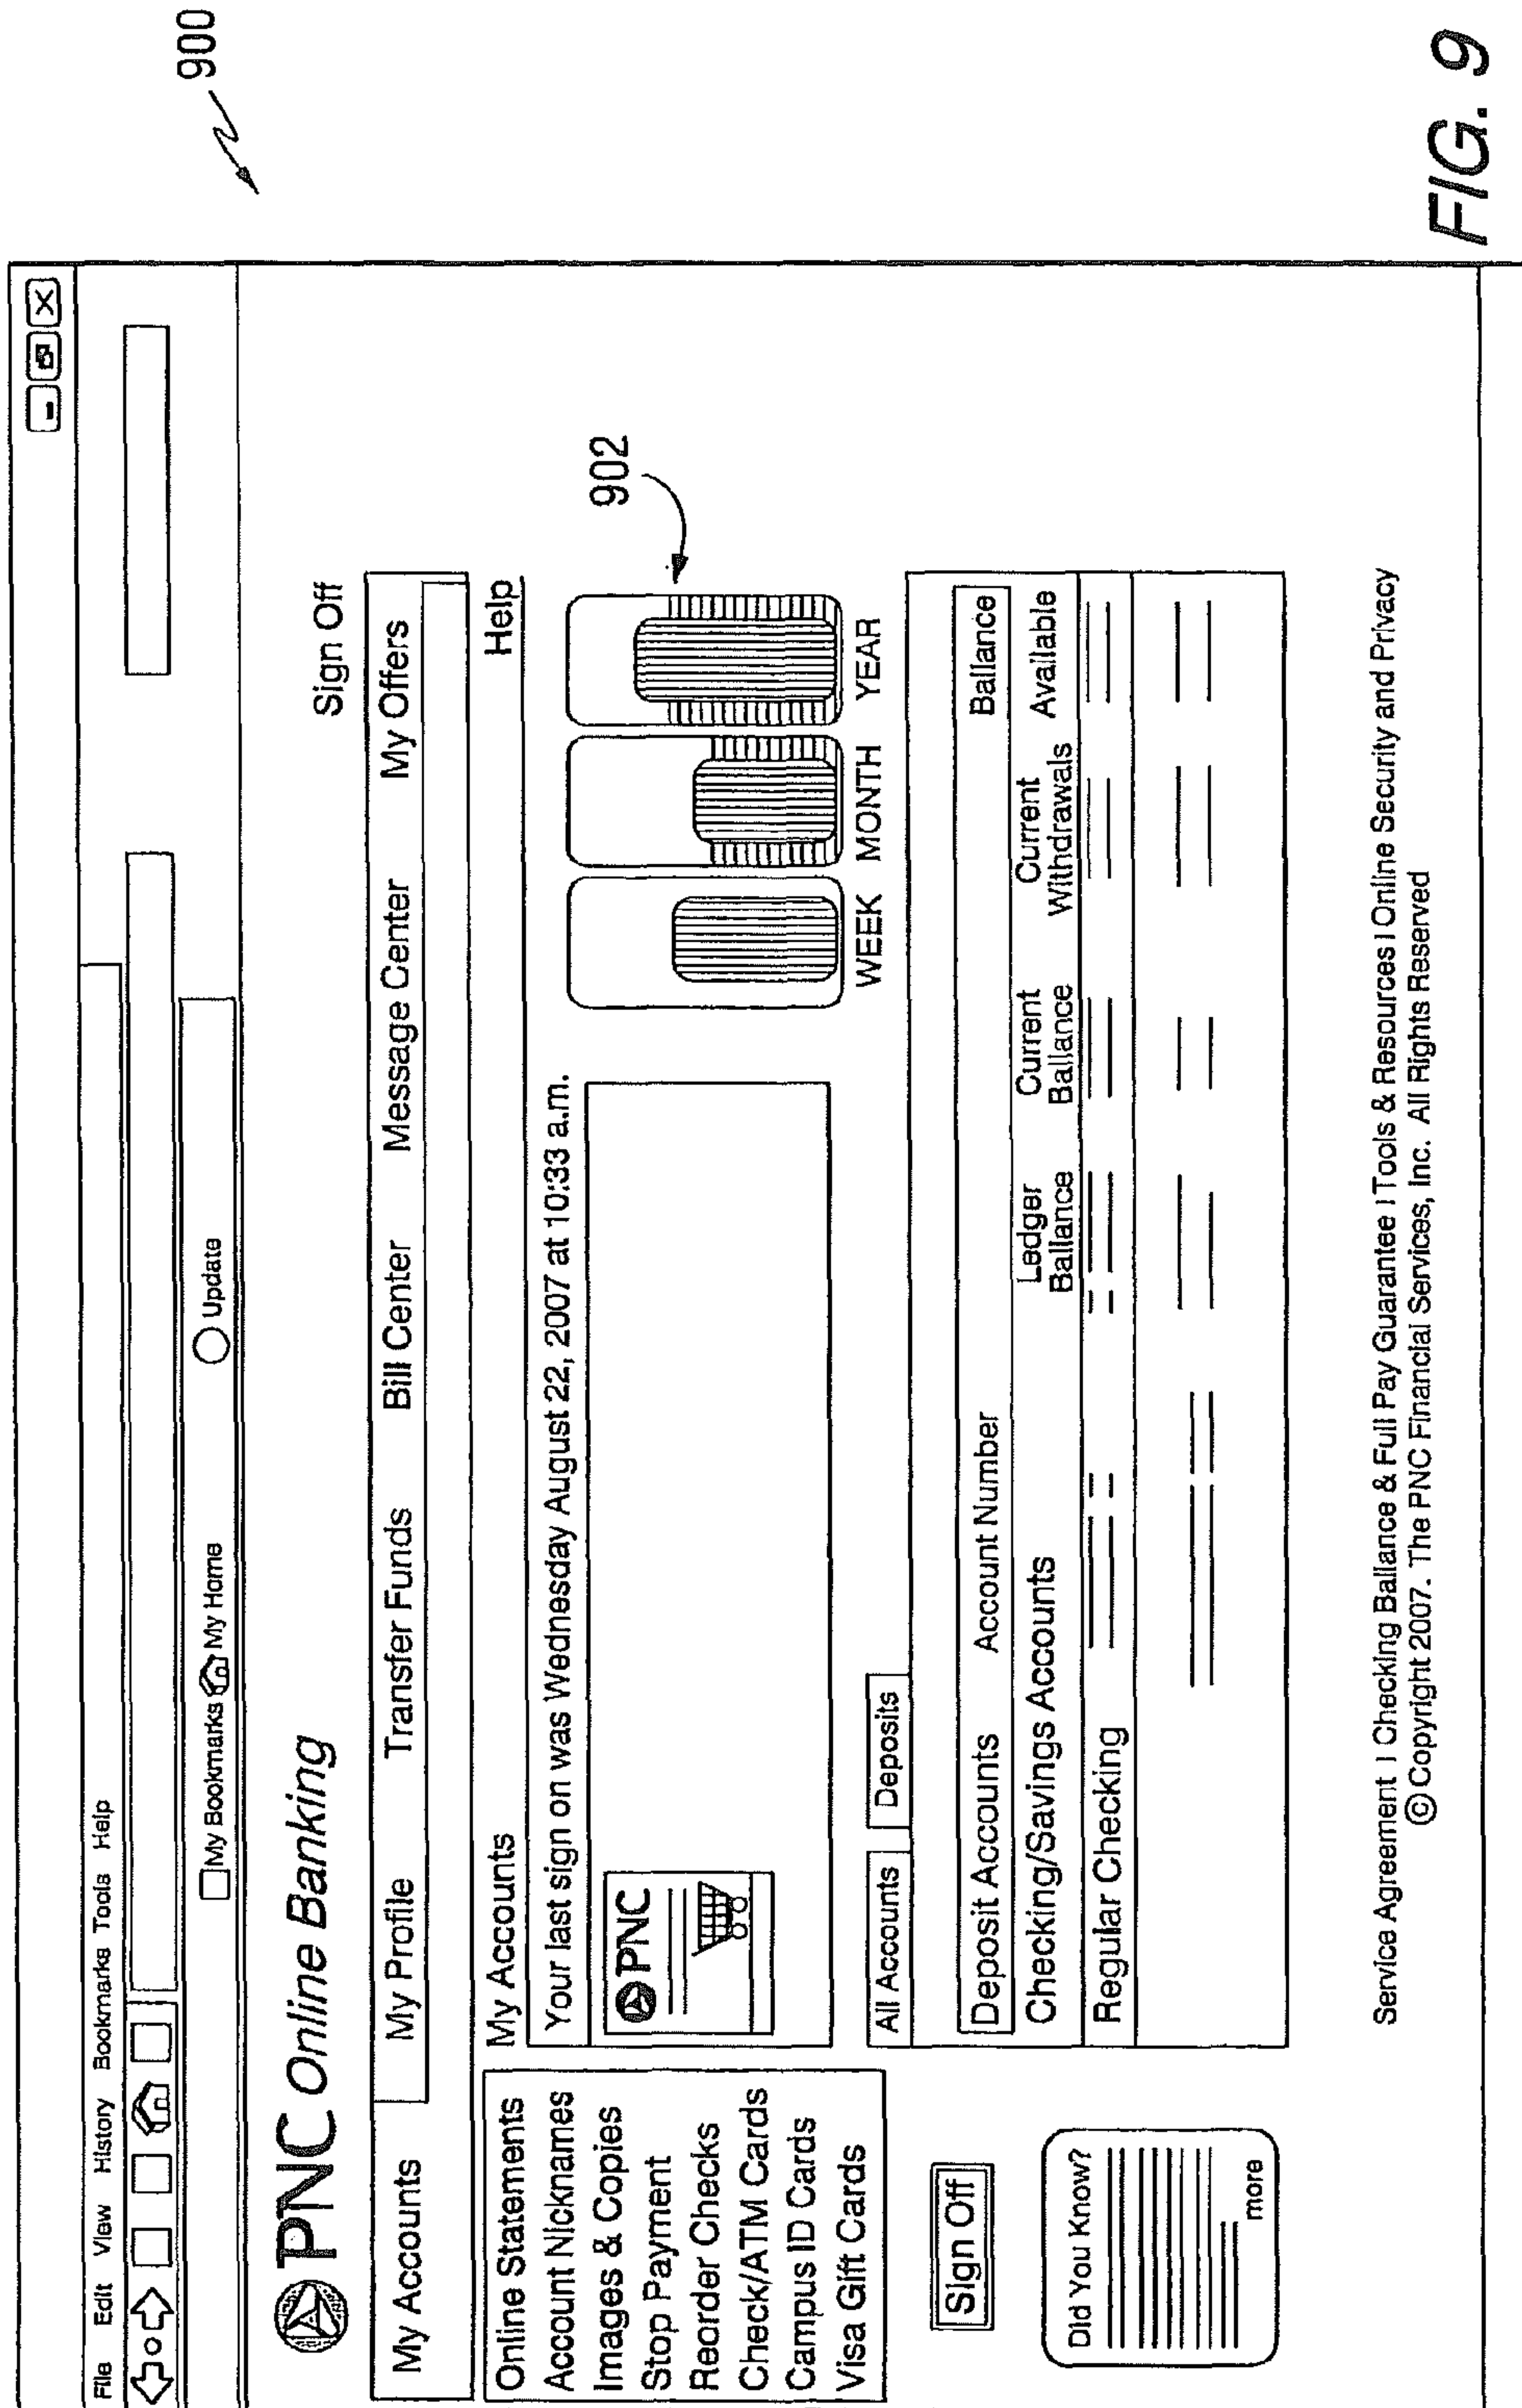 900
File Edit View History Bookmarks Tools Help
My Bookmarks My Home Update
PNC Online Banking
Sign Off
My Accounts My Profile Transfer Funds Bill Center Message Center My Offers
Online Statements
Account Nicknames
Images & Copies
Stop Payment
Reorder Checks
Check/ATM Cards
Campus ID Cards
Visa Gift Cards
Sign Off
Did You Know?
more
My Accounts Help
Your last sign on was Wednesday August 22, 2007 at 10:33 a.m.
PNC
902
WEEK MONTH YEAR
All Accounts Deposits
Deposit Accounts Account Number Ballance
Checking/Savings Accounts Ledger Ballance Current Ballance Current Withdrawals Available
Regular Checking
Service Agreement | Checking Ballance & Full Pay Guarantee | Tools & Resources | Online Security and Privacy
© Copyright 2007. The PNC Financial Services, Inc. All Rights Reserved
FIG. 9